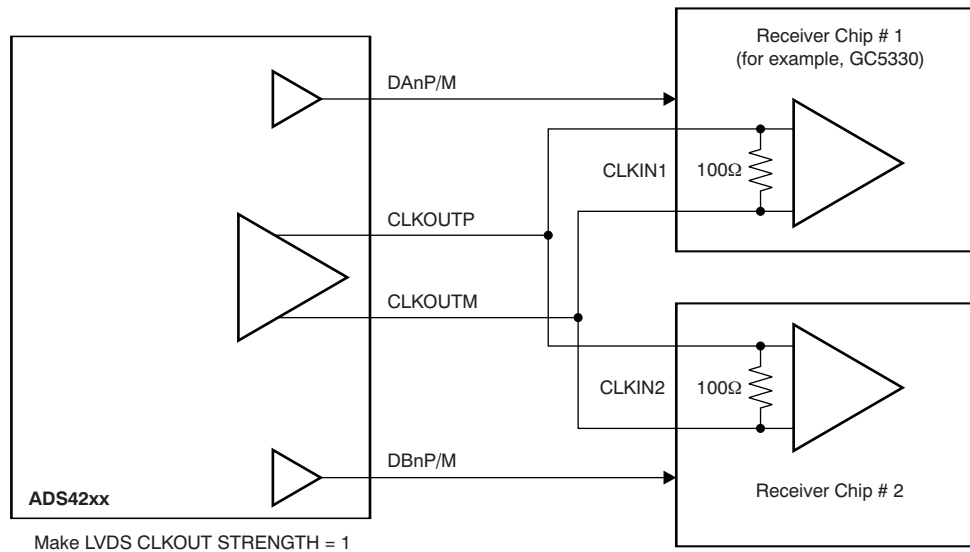 Receiver Chip # 1
(for example, GC5330)
DAnP/M
CLKIN1
100Ω
CLKOUTP
CLKOUTM
CLKIN2
100Ω
DBnP/M
ADS42xx
Receiver Chip # 2
Make LVDS CLKOUT STRENGTH = 1